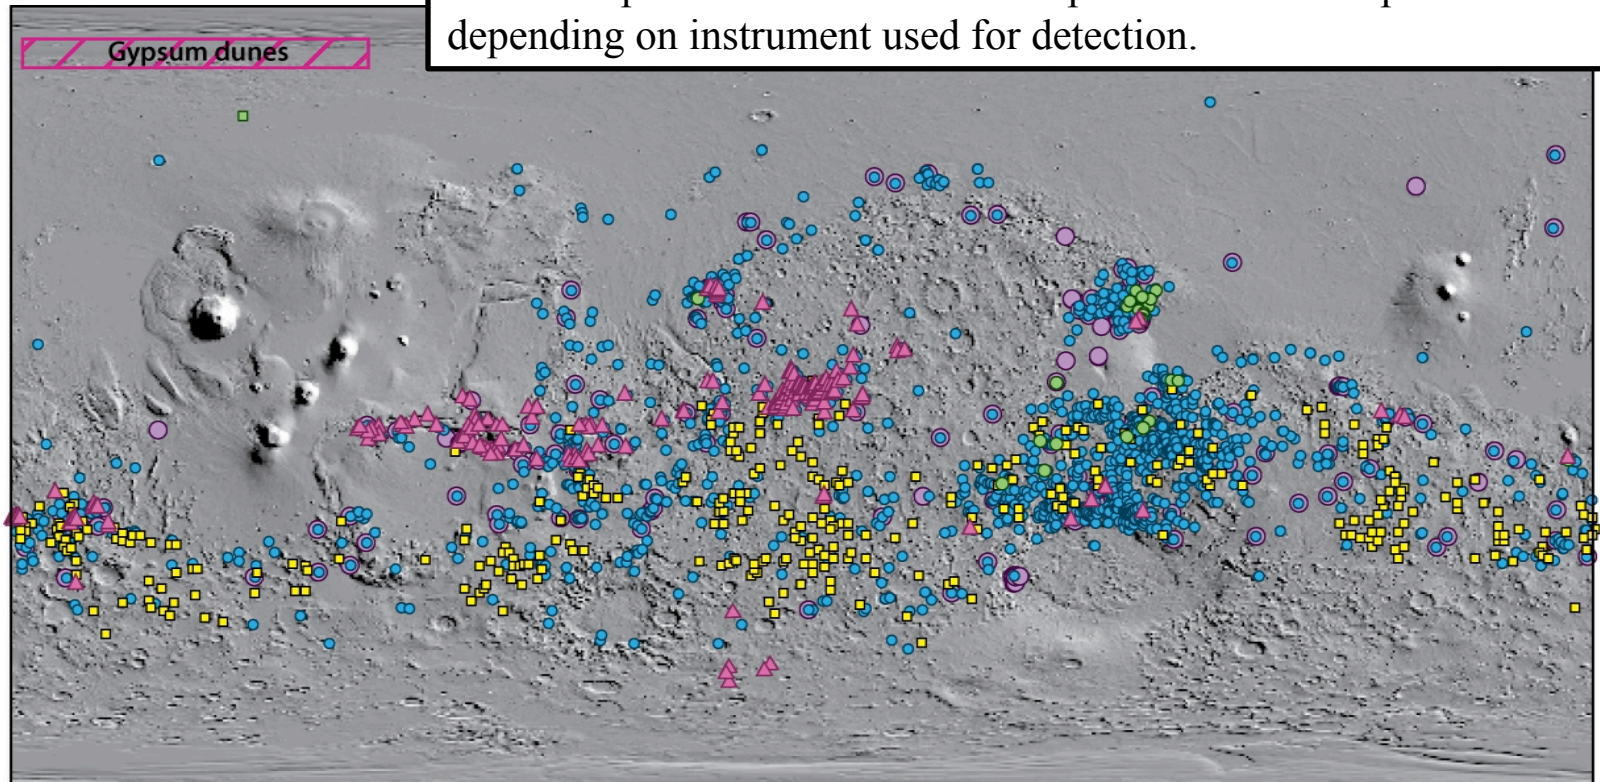 depending on instrument used for detection.
Gypsum dunes